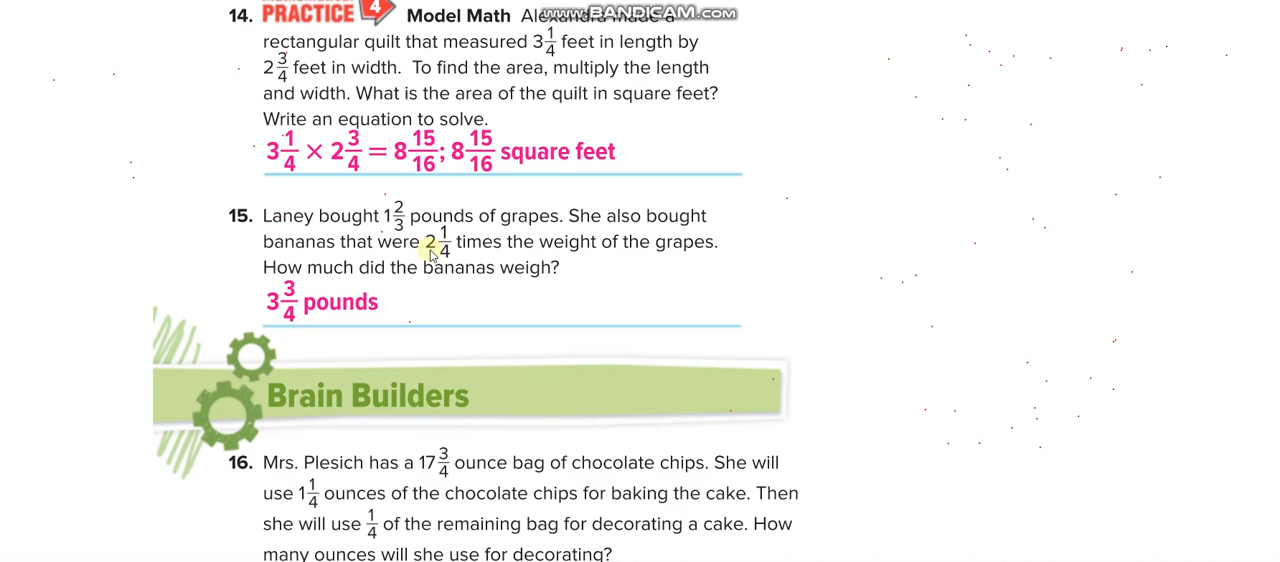 14. PRACTICE 4 Model Math Alexandra made a
www.BANDICAM.com
rectangular quilt that measured 3 1/4 feet in length by
2 3/4 feet in width. To find the area, multiply the length
and width. What is the area of the quilt in square feet?
Write an equation to solve.
3 1/4 × 2 3/4 = 8 15/16; 8 15/16 square feet
15. Laney bought 1 2/3 pounds of grapes. She also bought
bananas that were 2 1/4 times the weight of the grapes.
How much did the bananas weigh?
3 3/4 pounds
Brain Builders
16. Mrs. Plesich has a 17 3/4 ounce bag of chocolate chips. She will
use 1 1/4 ounces of the chocolate chips for baking the cake. Then
she will use 1/4 of the remaining bag for decorating a cake. How
many ounces will she use for decorating?